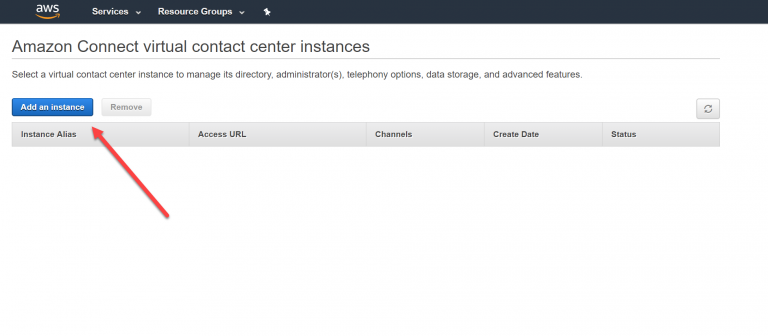 aws Services Resource Groups
Amazon Connect virtual contact center instances
Select a virtual contact center instance to manage its directory, administrator(s), telephony options, data storage, and advanced features.
Add an instance Remove
Instance Alias Access URL Channels Create Date Status